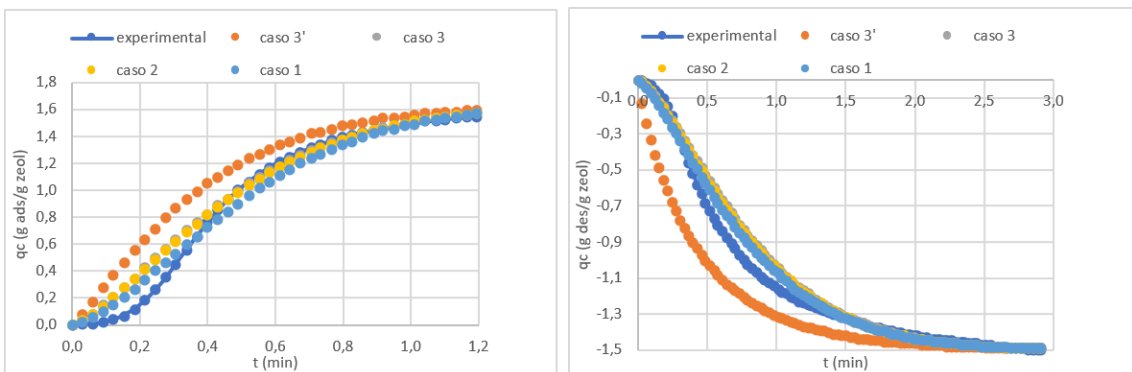 experimental caso 3' caso 3
caso 2 caso 1
1,8
1,6
1,4
1,2
1,0
0,8
0,6
0,4
0,2
0,0
0,0 0,2 0,4 0,6 0,8 1,0 1,2
qc (g ads/g zeol)
t (min)
experimental caso 3' caso 3
caso 2 caso 1
-0,1
-0,3
-0,5
-0,7
-0,9
-1,1
-1,3
-1,5
0,0 0,5 1,0 1,5 2,0 2,5 3,0
qc (g des/g zeol)
t (min)